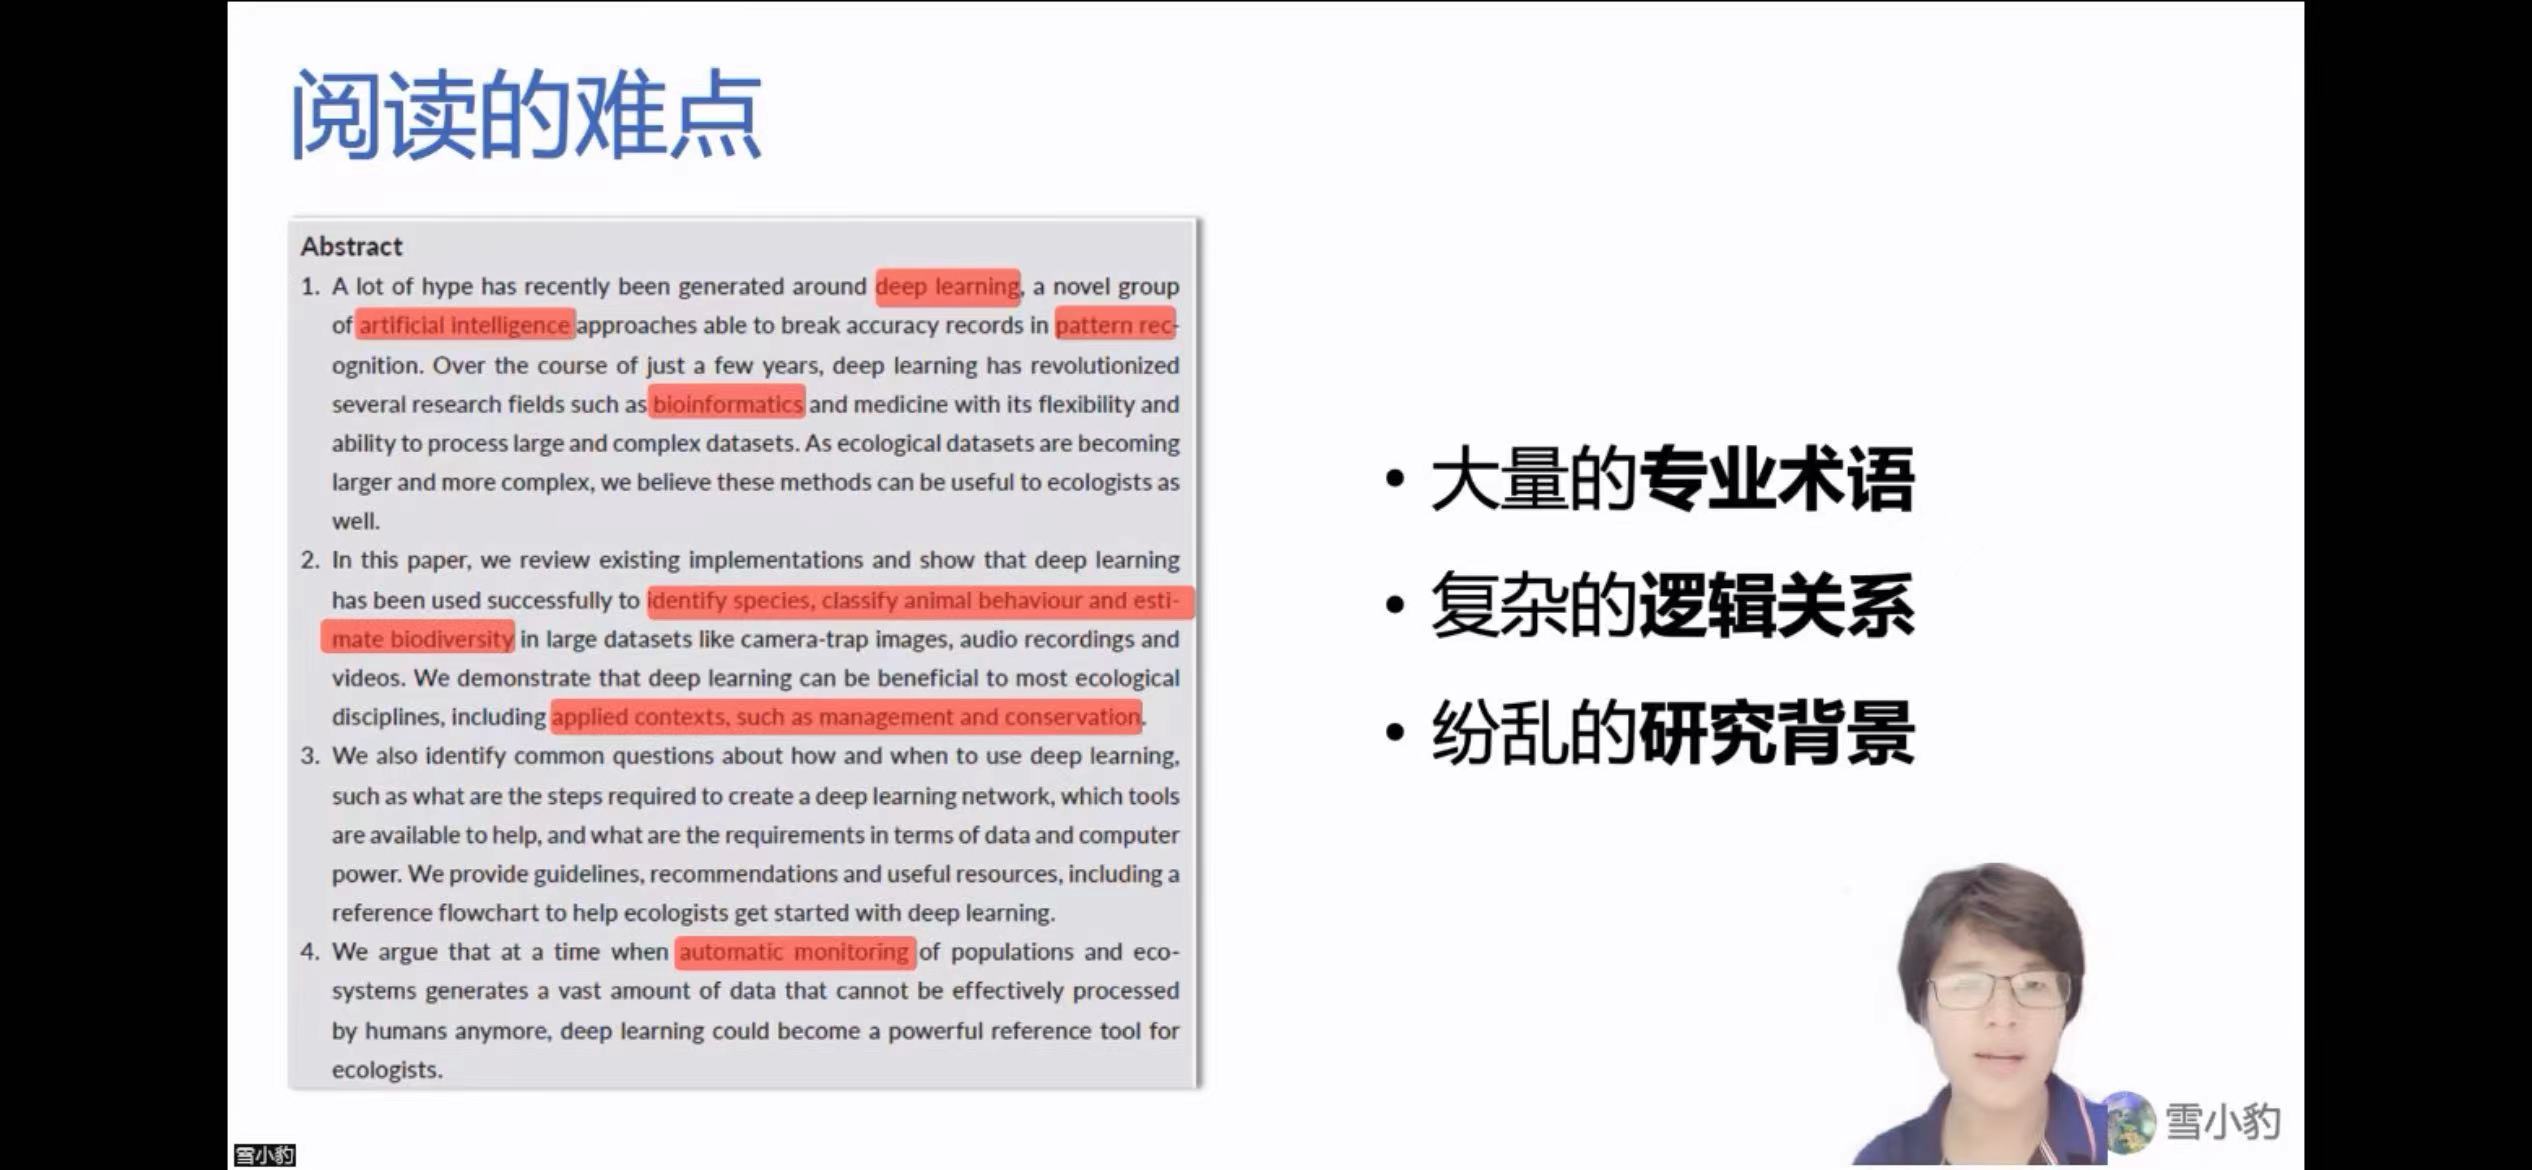 阅读的难点
Abstract
1. A lot of hype has recently been generated around deep learning, a novel group
of artificial intelligence approaches able to break accuracy records in pattern rec-
ognition. Over the course of just a few years, deep learning has revolutionized
several research fields such as bioinformatics and medicine with its flexibility and
ability to process large and complex datasets. As ecological datasets are becoming
larger and more complex, we believe these methods can be useful to ecologists as
well.
2. In this paper, we review existing implementations and show that deep learning
has been used successfully to identify species, classify animal behaviour and esti-
mate biodiversity in large datasets like camera-trap images, audio recordings and
videos. We demonstrate that deep learning can be beneficial to most ecological
disciplines, including applied contexts, such as management and conservation.
3. We also identify common questions about how and when to use deep learning,
such as what are the steps required to create a deep learning network, which tools
are available to help, and what are the requirements in terms of data and computer
power. We provide guidelines, recommendations and useful resources, including a
reference flowchart to help ecologists get started with deep learning.
4. We argue that at a time when automatic monitoring of populations and eco-
systems generates a vast amount of data that cannot be effectively processed
by humans anymore, deep learning could become a powerful reference tool for
ecologists.
• 大量的专业术语
• 复杂的逻辑关系
• 纷乱的研究背景
雪小豹
雪小豹